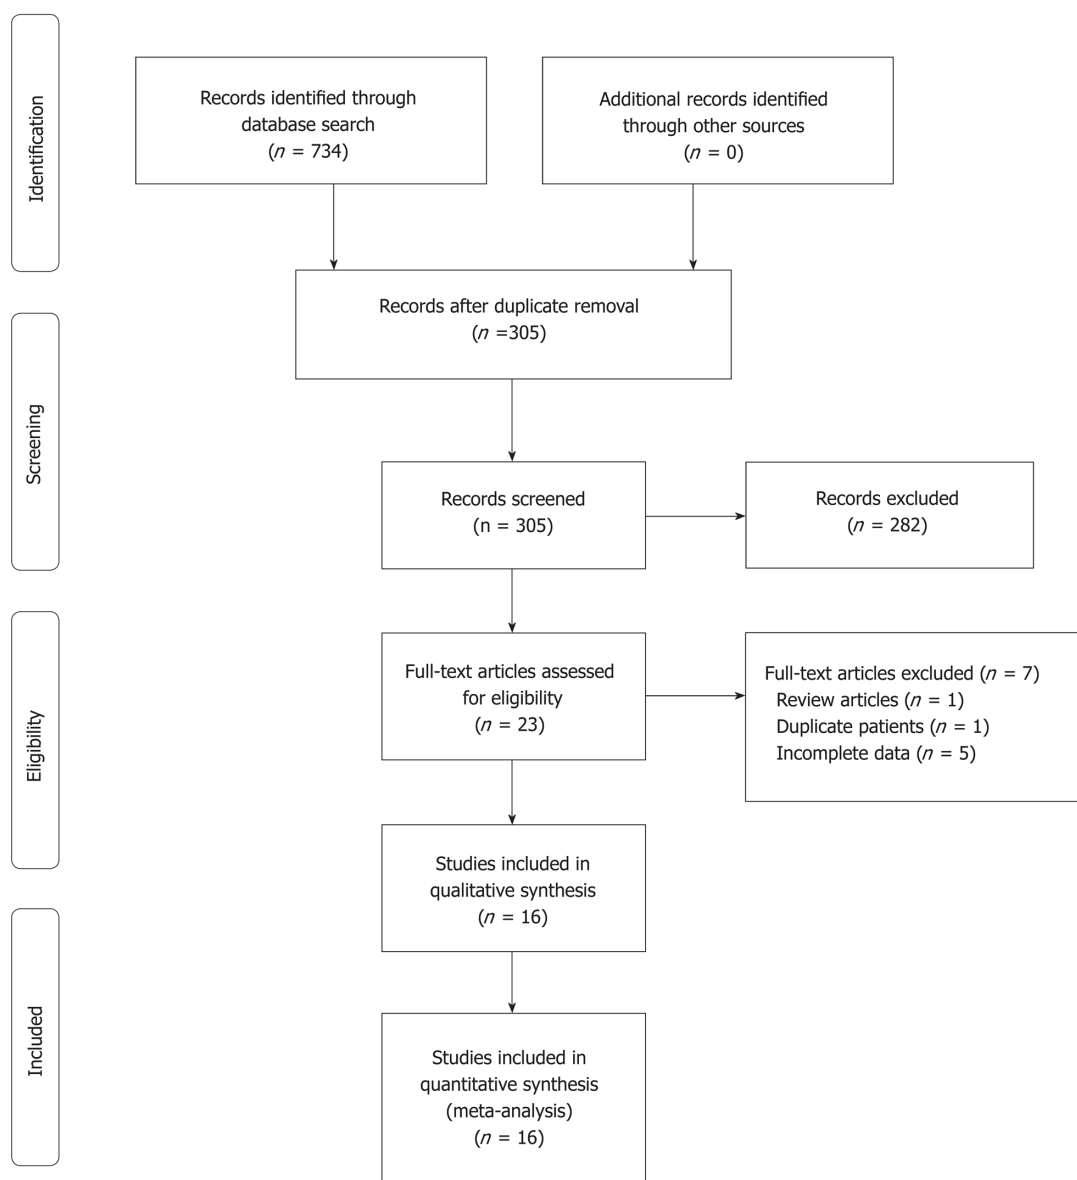 Identification
Records identified through
database search
(n = 734)
Additional records identified
through other sources
(n = 0)
Records after duplicate removal
(n =305)
Screening
Records screened
(n = 305)
Records excluded
(n = 282)
Eligibility
Full-text articles assessed
for eligibility
(n = 23)
Full-text articles excluded (n = 7)
Review articles (n = 1)
Duplicate patients (n = 1)
Incomplete data (n = 5)
Studies included in
qualitative synthesis
(n = 16)
Included
Studies included in
quantitative synthesis
(meta-analysis)
(n = 16)